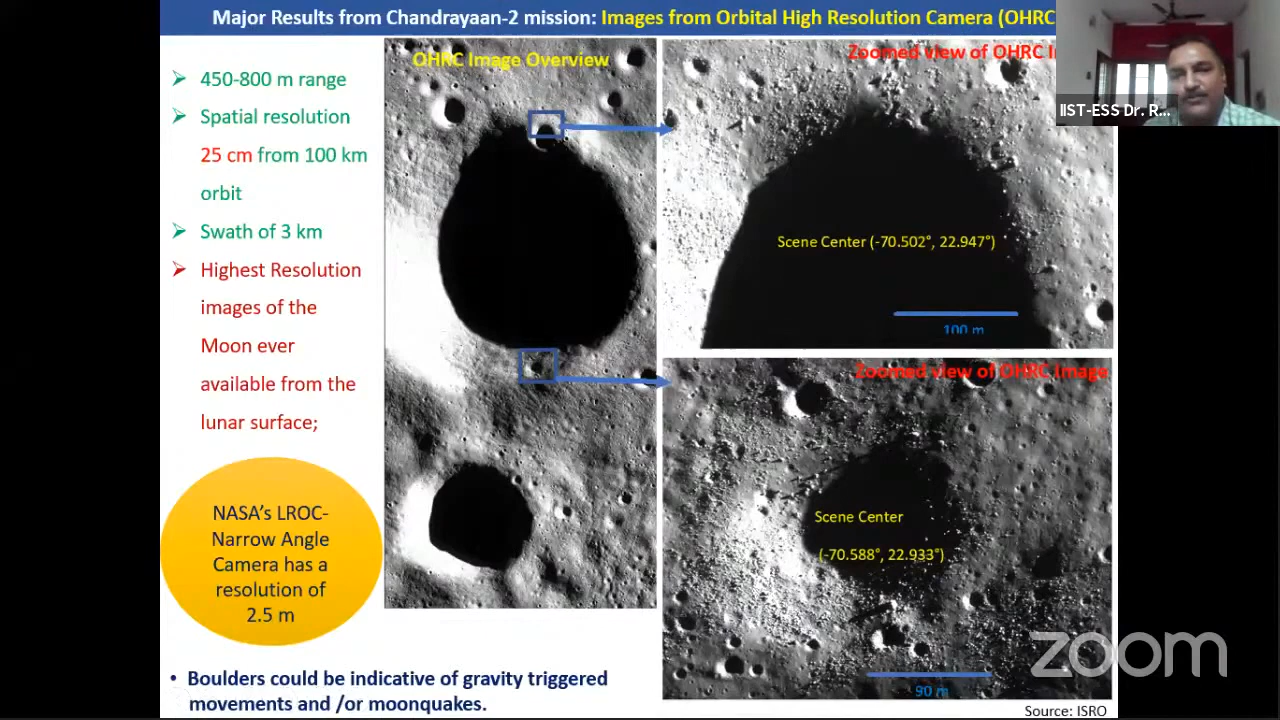 Major Results from Chandrayaan-2 mission: Images from Orbital High Resolution Camera (OHRC
IIST-ESS Dr. R...
➢ 450-800 m range
➢ Spatial resolution
25 cm from 100 km
orbit
➢ Swath of 3 km
➢ Highest Resolution
images of the
Moon ever
available from the
lunar surface;
NASA's LROC-
Narrow Angle
Camera has a
resolution of
2.5 m
OHRC Image Overview
Zoomed view of OHRC
Scene Center (-70.502°, 22.947°)
100 m
Zoomed view of OHRC Image
Scene Center
(-70.588°, 22.933°)
90 m
zoom
• Boulders could be indicative of gravity triggered
movements and /or moonquakes.
Source: ISRO